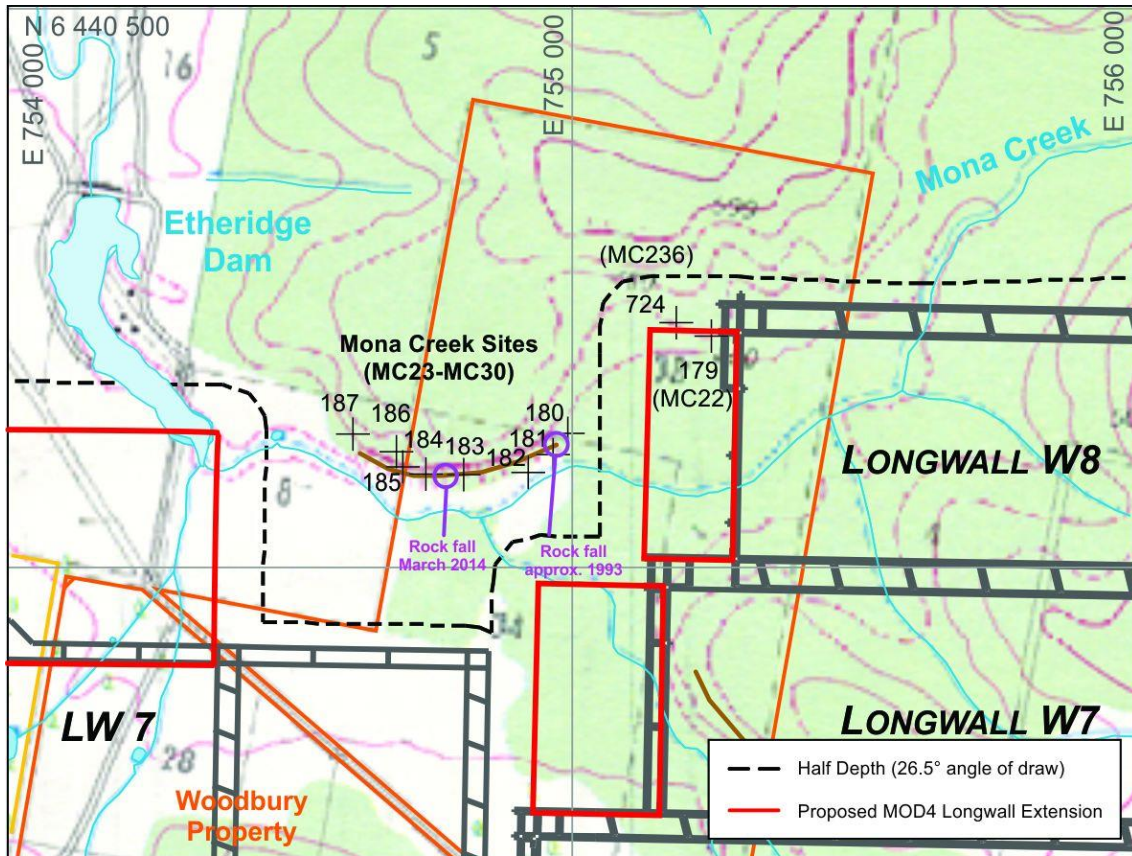 N 6 440 500
E 754 000
E 755 000
E 756 000
16
5
Mona Creek
Etheridge
Dam
(MC236)
724
Mona Creek Sites
(MC23-MC30)
179
(MC22)
187
186
180
184
183
181
182
185
LONGWALL W8
8
Rock fall
March 2014
Rock fall
approx. 1993
34
LW 7
28
LONGWALL W7
Woodbury
Property
Half Depth (26.5° angle of draw)
Proposed MOD4 Longwall Extension